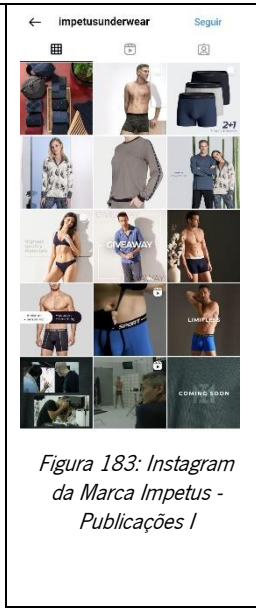 ← impetusunderwear Seguir
2+1
GIVEAWAY
SPORT
LIMITLESS
COMING SOON
Figura 183: Instagram
da Marca Impetus -
Publicações I